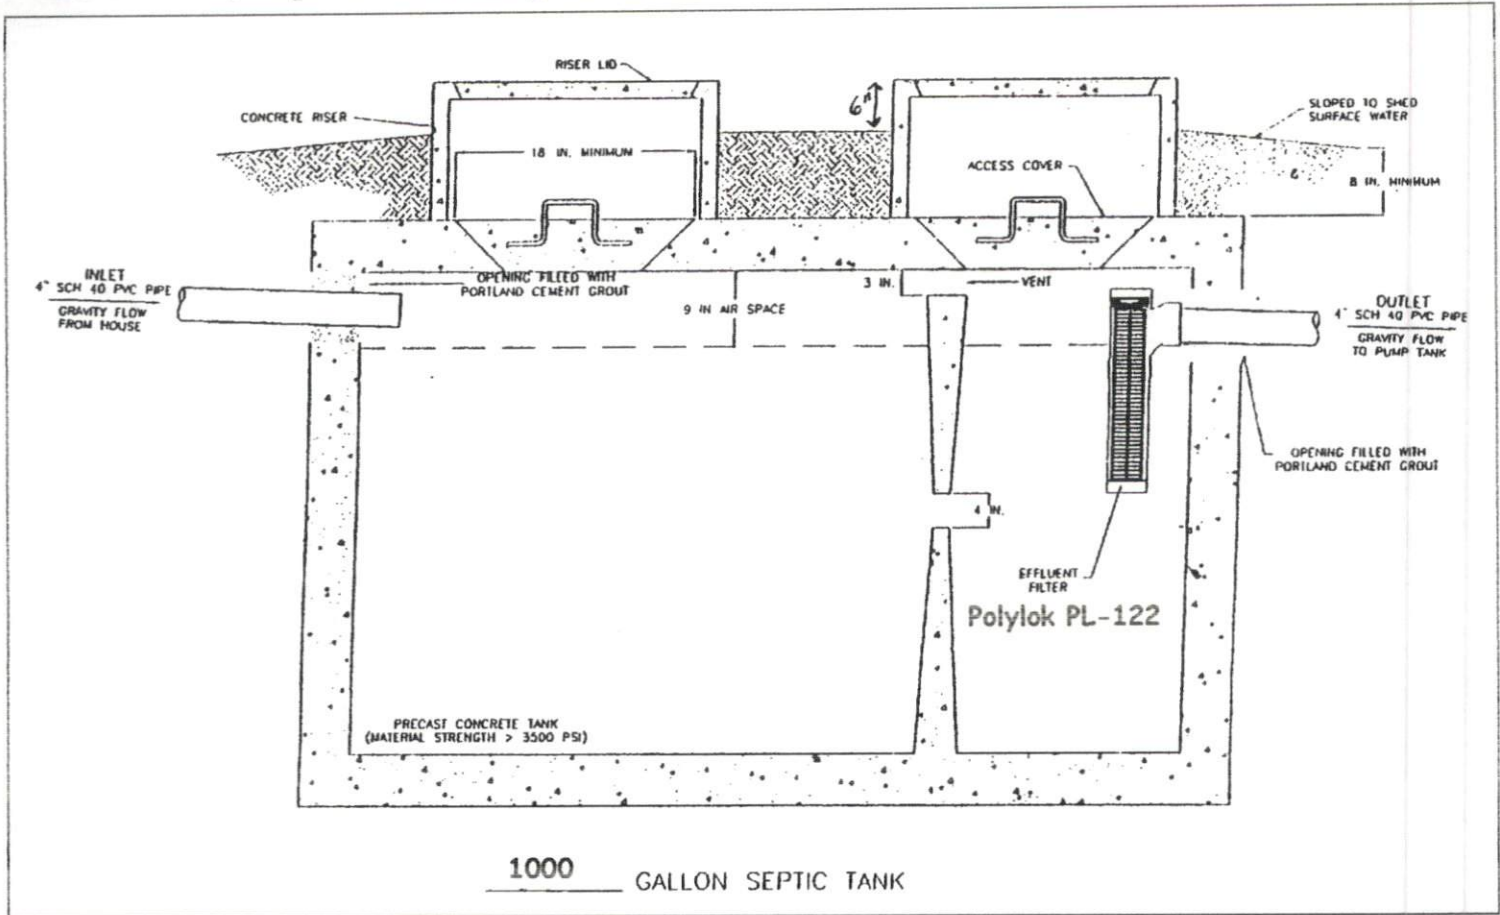 RISER LID
CONCRETE RISER
6"
SLOPED TO SHED
SURFACE WATER
18 IN. MINIMUM
ACCESS COVER
8 IN. MINIMUM
INLET
4" SCH 40 PVC PIPE
GRAVITY FLOW
FROM HOUSE
OPENING FILLED WITH
PORTLAND CEMENT GROUT
3 IN.
VENT
9 IN AIR SPACE
OUTLET
4" SCH 40 PVC PIPE
GRAVITY FLOW
TO PUMP TANK
OPENING FILLED WITH
PORTLAND CEMENT GROUT
4 IN.
EFFLUENT
FILTER
Polylok PL-122
PRECAST CONCRETE TANK
(MATERIAL STRENGTH > 3500 PSI)
1000 GALLON SEPTIC TANK